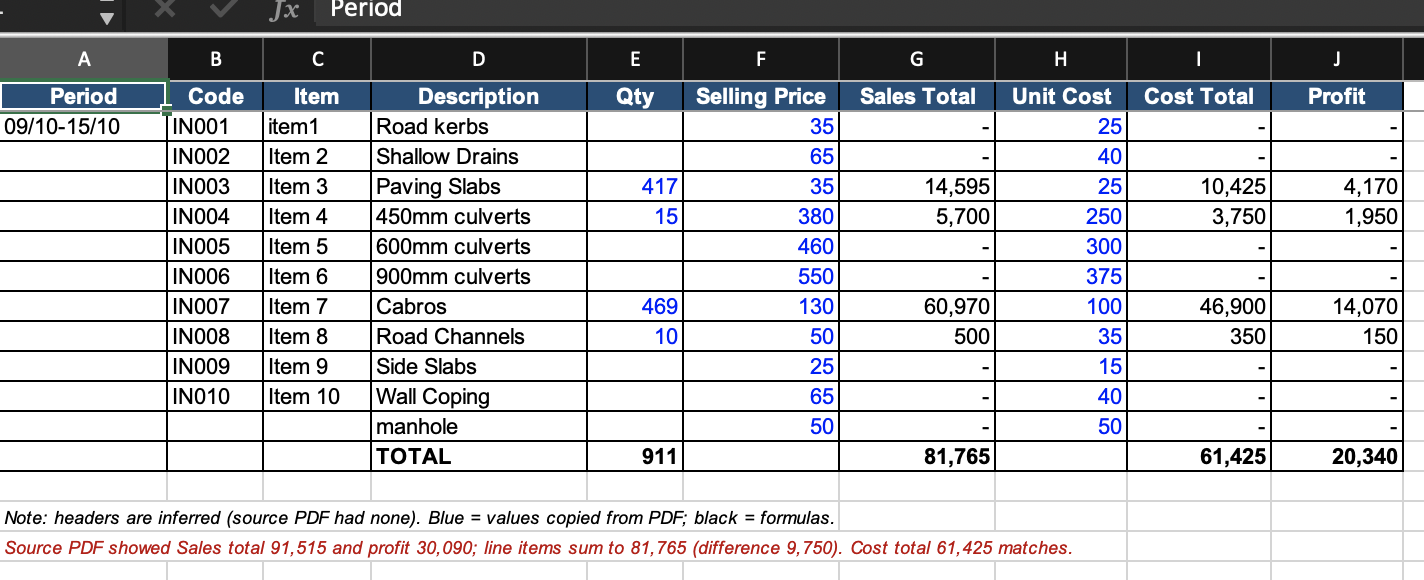 fx Period
A B C D E F G H I J
Period Code Item Description Qty Selling Price Sales Total Unit Cost Cost Total Profit
09/10-15/10 IN001 item1 Road kerbs 35 - 25 - -
IN002 Item 2 Shallow Drains 65 - 40 - -
IN003 Item 3 Paving Slabs 417 35 14,595 25 10,425 4,170
IN004 Item 4 450mm culverts 15 380 5,700 250 3,750 1,950
IN005 Item 5 600mm culverts 460 - 300 - -
IN006 Item 6 900mm culverts 550 - 375 - -
IN007 Item 7 Cabros 469 130 60,970 100 46,900 14,070
IN008 Item 8 Road Channels 10 50 500 35 350 150
IN009 Item 9 Side Slabs 25 - 15 - -
IN010 Item 10 Wall Coping 65 - 40 - -
manhole 50 - 50 - -
TOTAL 911 81,765 61,425 20,340
Note: headers are inferred (source PDF had none). Blue = values copied from PDF; black = formulas.
Source PDF showed Sales total 91,515 and profit 30,090; line items sum to 81,765 (difference 9,750). Cost total 61,425 matches.